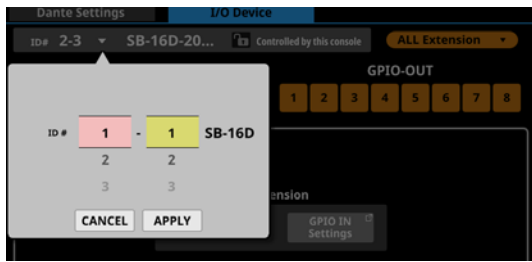 Dante Settings
I/O Device
ID# 2-3 SB-16D-20... Controlled by this console ALL Extension
GPIO-OUT
1 2 3 4 5 6 7 8
ID # 1 - 1 SB-16D
2 2
3 3
ension
GPIO IN
Settings
CANCEL APPLY